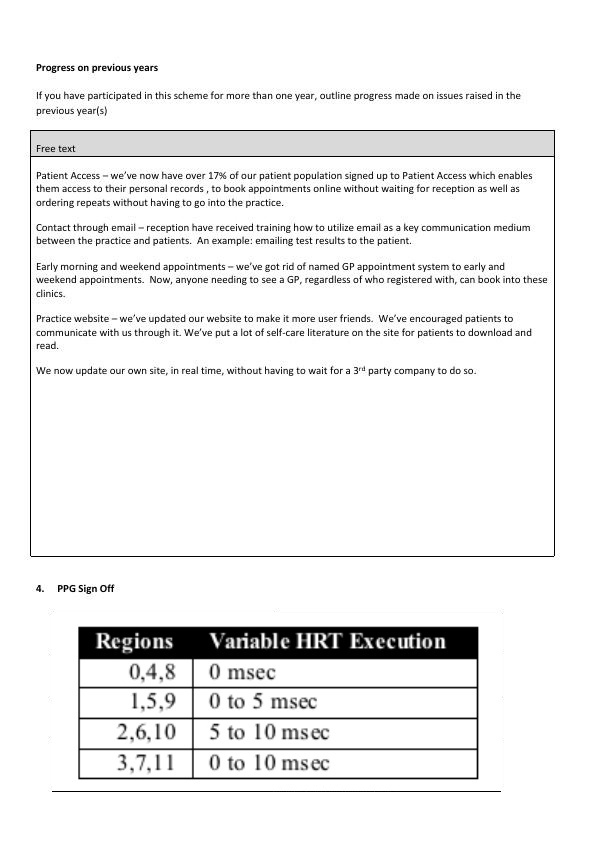 Progress on previous years
If you have participated in this scheme for more than one year, outline progress made on issues raised in the
previous year(s)
Free text
Patient Access – we've now have over 17% of our patient population signed up to Patient Access which enables
them access to their personal records , to book appointments online without waiting for reception as well as
ordering repeats without having to go into the practice.
Contact through email – reception have received training how to utilize email as a key communication medium
between the practice and patients.  An example: emailing test results to the patient.
Early morning and weekend appointments – we've got rid of named GP appointment system to early and
weekend appointments.  Now, anyone needing to see a GP, regardless of who registered with, can book into these
clinics.
Practice website – we've updated our website to make it more user friends.  We've encouraged patients to
communicate with us through it. We've put a lot of self-care literature on the site for patients to download and
read.
We now update our own site, in real time, without having to wait for a 3rd party company to do so.
4. PPG Sign Off
Regions Variable HRT Execution
0,4,8 0 msec
1,5,9 0 to 5 msec
2,6,10 5 to 10 msec
3,7,11 0 to 10 msec